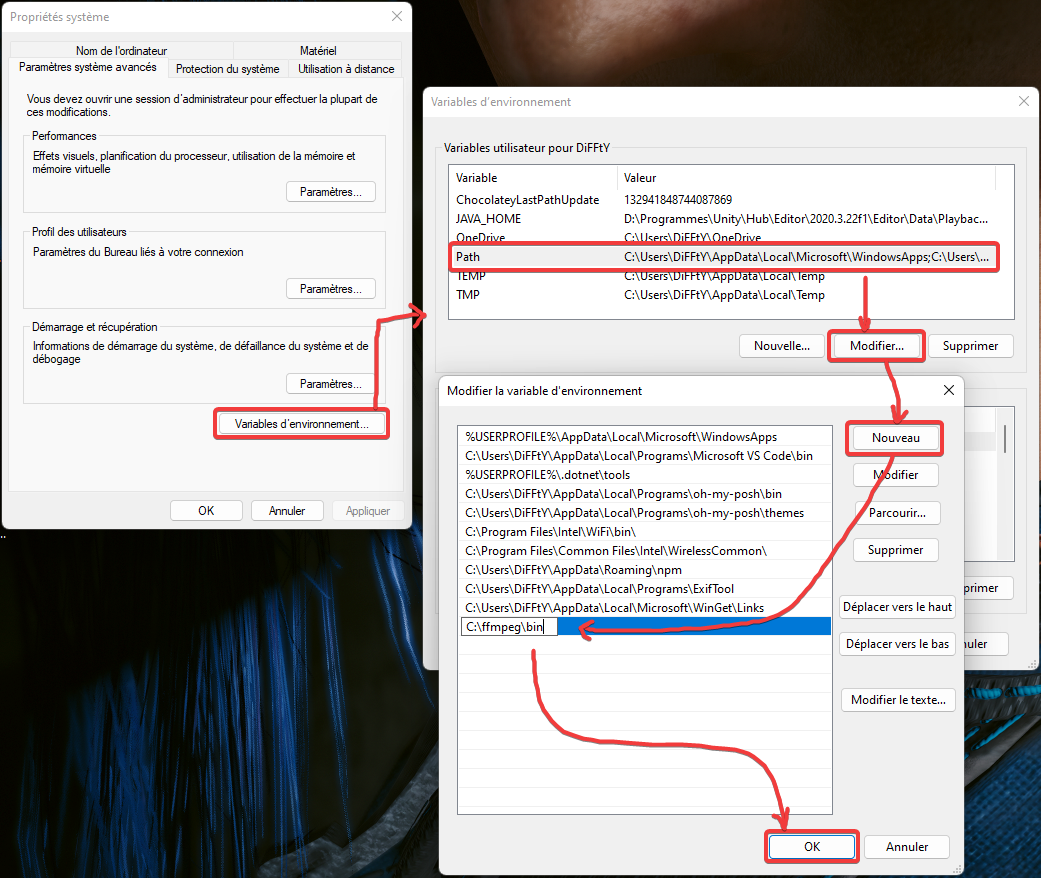 Propriétés système
Nom de l'ordinateur
Matériel
Paramètres système avancés
Protection du système
Utilisation à distance
Vous devez ouvrir une session d'administrateur pour effectuer la plupart de
ces modifications.
Performances
Effets visuels, planification du processeur, utilisation de la mémoire et
mémoire virtuelle
Paramètres...
Profil des utilisateurs
Paramètres du Bureau liés à votre connexion
Paramètres...
Démarrage et récupération
Informations de démarrage du système, de défaillance du système et de
débogage
Paramètres...
Variables d'environnement...
OK
Annuler
Appliquer
Variables d'environnement
Variables utilisateur pour DiFFtY
Variable Valeur
ChocolateyLastPathUpdate 132941848744087869
JAVA_HOME D:\Programmes\Unity\Hub\Editor\2020.3.22f1\Editor\Data\Playbac...
OneDrive C:\Users\DiFFtY\OneDrive
Path C:\Users\DiFFtY\AppData\Local\Microsoft\WindowsApps;C:\Users\...
TEMP C:\Users\DiFFtY\AppData\Local\Temp
TMP C:\Users\DiFFtY\AppData\Local\Temp
Nouvelle...
Modifier...
Supprimer
Modifier la variable d'environnement
%USERPROFILE%\AppData\Local\Microsoft\WindowsApps
C:\Users\DiFFtY\AppData\Local\Programs\Microsoft VS Code\bin
%USERPROFILE%\.dotnet\tools
C:\Users\DiFFtY\AppData\Local\Programs\oh-my-posh\bin
C:\Users\DiFFtY\AppData\Local\Programs\oh-my-posh\themes
C:\Program Files\Intel\WiFi\bin\
C:\Program Files\Common Files\Intel\WirelessCommon\
C:\Users\DiFFtY\AppData\Roaming\npm
C:\Users\DiFFtY\AppData\Local\Programs\ExifTool
C:\Users\DiFFtY\AppData\Local\Microsoft\WinGet\Links
C:\ffmpeg\bin
Nouveau
Modifier
Parcourir...
Supprimer
Déplacer vers le haut
Déplacer vers le bas
Modifier le texte...
OK
Annuler
primer
nuler